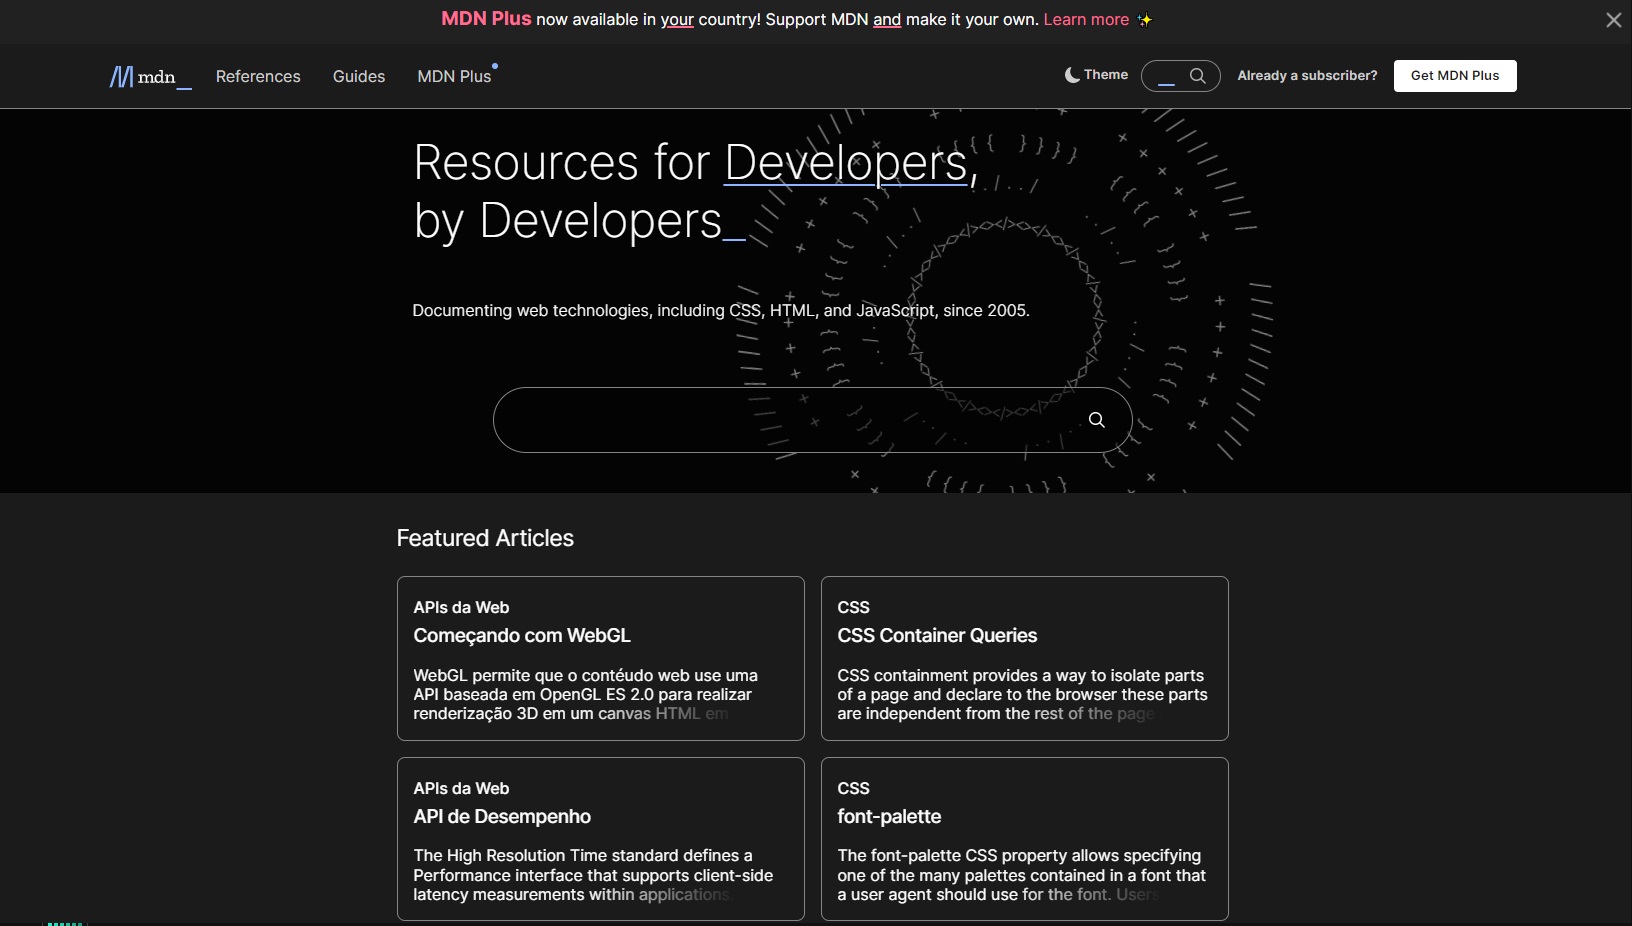 MDN Plus now available in your country! Support MDN and make it your own. Learn more ✨
mdn_ References Guides MDN Plus Theme Already a subscriber? Get MDN Plus
Resources for Developers,
by Developers_
Documenting web technologies, including CSS, HTML, and JavaScript, since 2005.
Featured Articles
APIs da Web
Começando com WebGL
WebGL permite que o contéudo web use uma
API baseada em OpenGL ES 2.0 para realizar
renderização 3D em um canvas HTML em
CSS
CSS Container Queries
CSS containment provides a way to isolate parts
of a page and declare to the browser these parts
are independent from the rest of the page
APIs da Web
API de Desempenho
The High Resolution Time standard defines a
Performance interface that supports client-side
latency measurements within applications.
CSS
font-palette
The font-palette CSS property allows specifying
one of the many palettes contained in a font that
a user agent should use for the font. Users